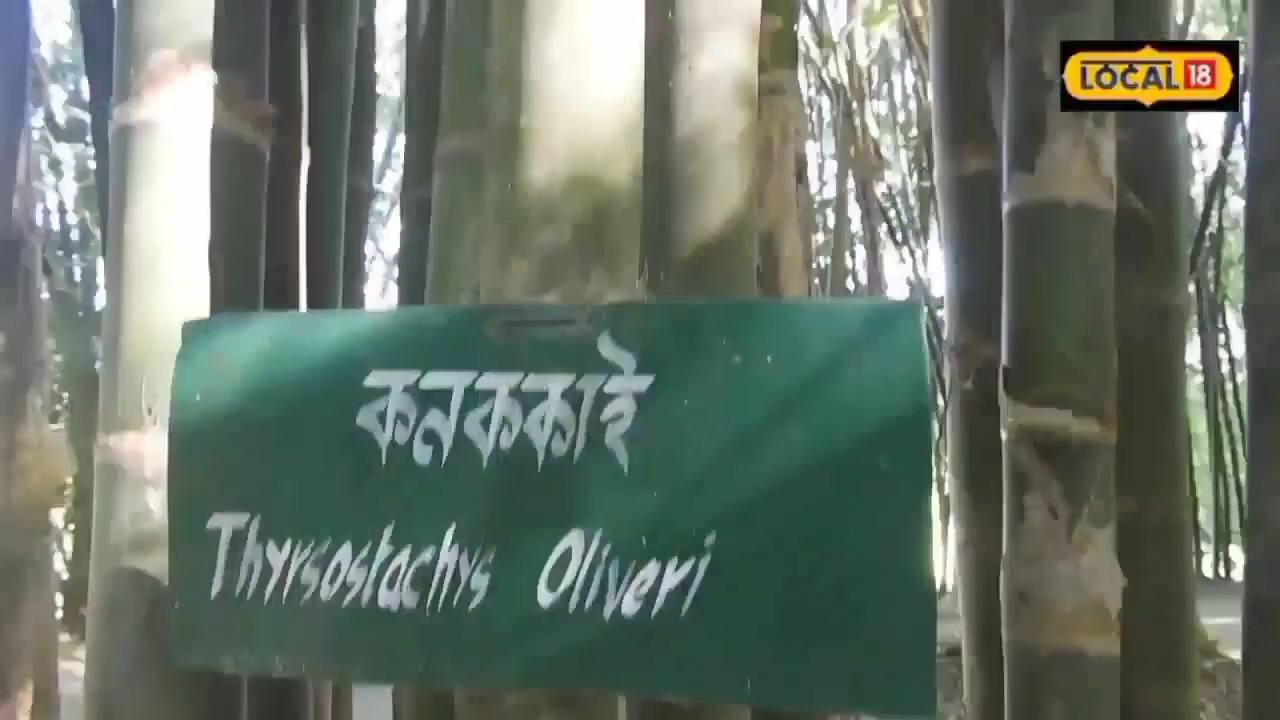 LOCAL 18
কনককাই
Thyrsostachys Oliveri